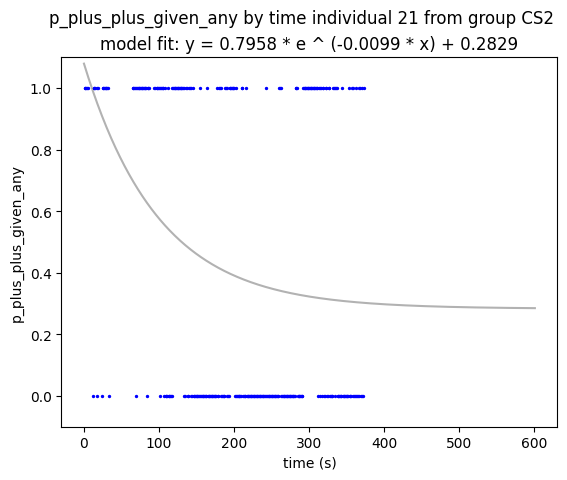 p_plus_plus_given_any by time individual 21 from group CS2
model fit: y = 0.7958 * e ^ (-0.0099 * x) + 0.2829
p_plus_plus_given_any
1.0
0.8
0.6
0.4
0.2
0.0
0 100 200 300 400 500 600
time (s)